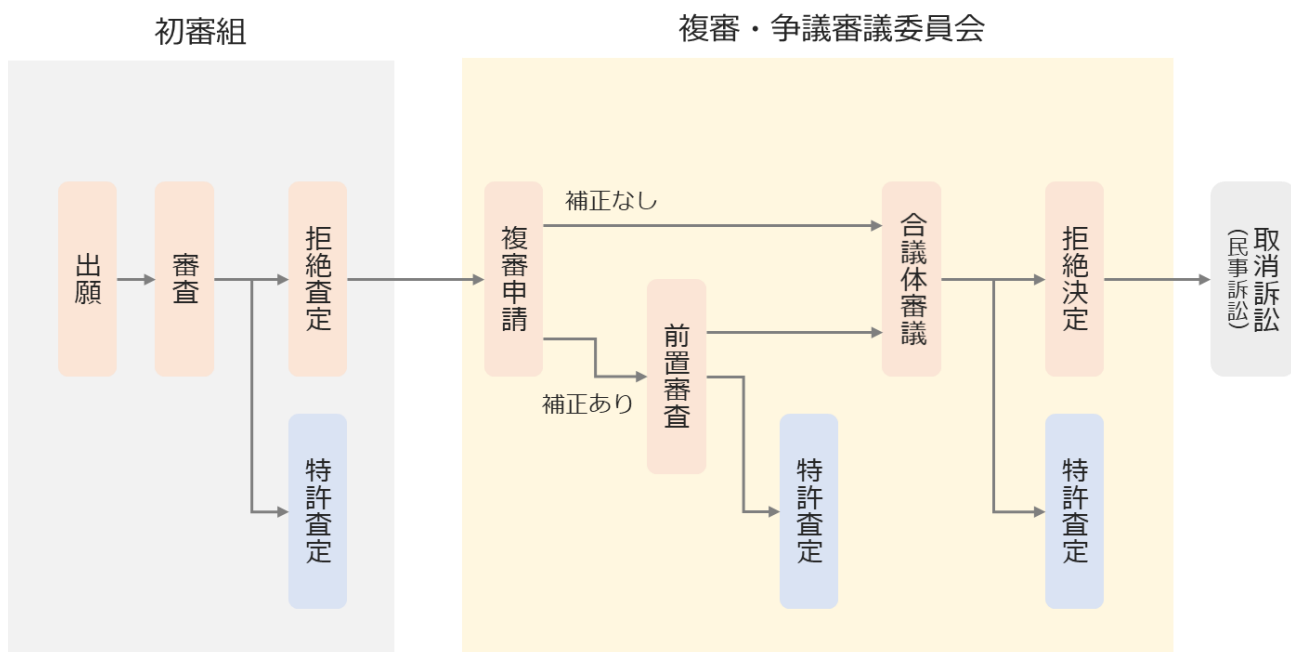 初審組
複審・争議審議委員会
出願
審査
拒絶査定
特許査定
複審申請
補正なし
補正あり
前置審査
特許査定
合議体審議
拒絶決定
特許査定
取消訴訟
(民事訴訟)